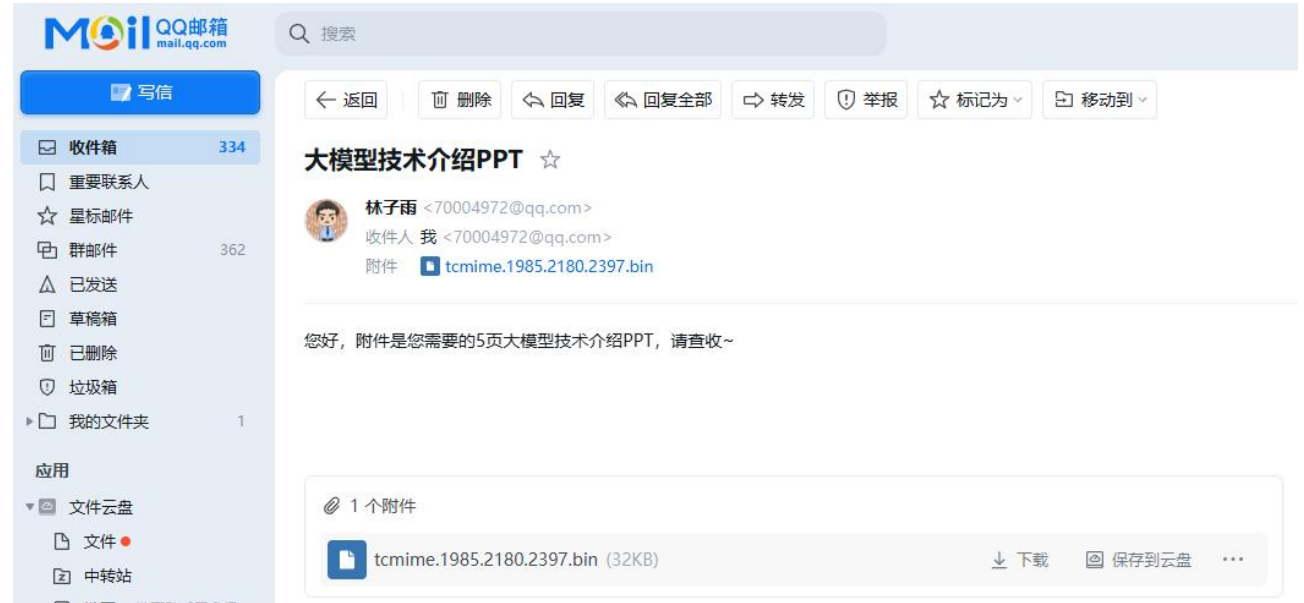 Mail QQ邮箱
mail.qq.com
搜索
写信
返回 删除 回复 回复全部 转发 举报 标记为 移动到
收件箱 334
重要联系人
星标邮件
群邮件 362
已发送
草稿箱
已删除
垃圾箱
我的文件夹 1
应用
文件云盘
文件
中转站
大模型技术介绍PPT
林子雨 <70004972@qq.com>
收件人 我 <70004972@qq.com>
附件 tcmime.1985.2180.2397.bin
您好，附件是您需要的5页大模型技术介绍PPT，请查收~
1 个附件
tcmime.1985.2180.2397.bin (32KB) 下载 保存到云盘 ···